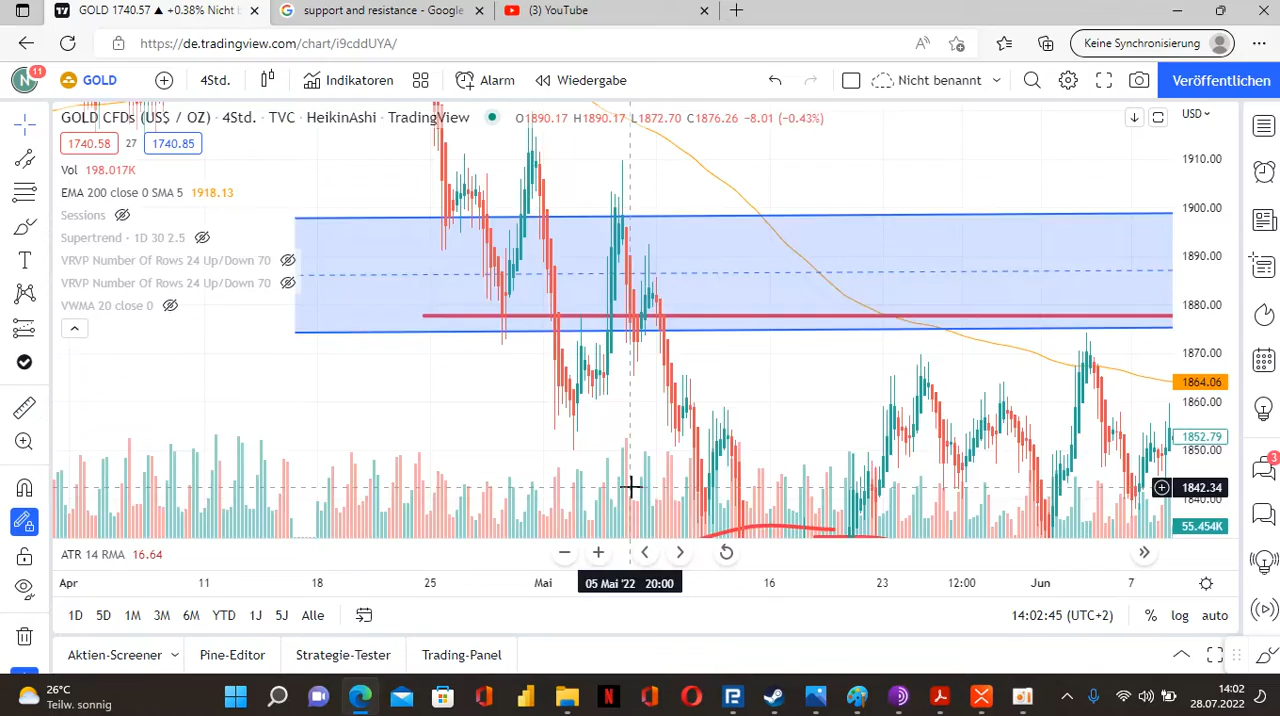 GOLD 1740.57 ▲ +0.38% Nicht b
support and resistance - Google
(3) YouTube
https://de.tradingview.com/chart/i9cddUYA/
Keine Synchronisierung
N 11
GOLD
4Std.
Indikatoren
Alarm
Wiedergabe
Nicht benannt
Veröffentlichen
GOLD CFDs (US$ / OZ) · 4Std. · TVC · HeikinAshi · TradingView
O1890.17 H1890.17 L1872.70 C1876.26 -8.01 (-0.43%)
USD
1740.58 27 1740.85
Vol 198.017K
EMA 200 close 0 SMA 5 1918.13
Sessions
Supertrend · 1D 30 2.5
VRVP Number Of Rows 24 Up/Down 70
VRVP Number Of Rows 24 Up/Down 70
VWMA 20 close 0
1910.00
1900.00
1890.00
1880.00
1870.00
1864.06
1860.00
1852.79
1850.00
1842.34
1840.00
55.454K
3
ATR 14 RMA 16.64
Apr 11 18 25 Mai 05 Mai '22 20:00 16 23 12:00 Jun 7
1D 5D 1M 3M 6M YTD 1J 5J Alle
14:02:45 (UTC+2) % log auto
Aktien-Screener Pine-Editor Strategie-Tester Trading-Panel
26°C
Teilw. sonnig
14:02
28.07.2022